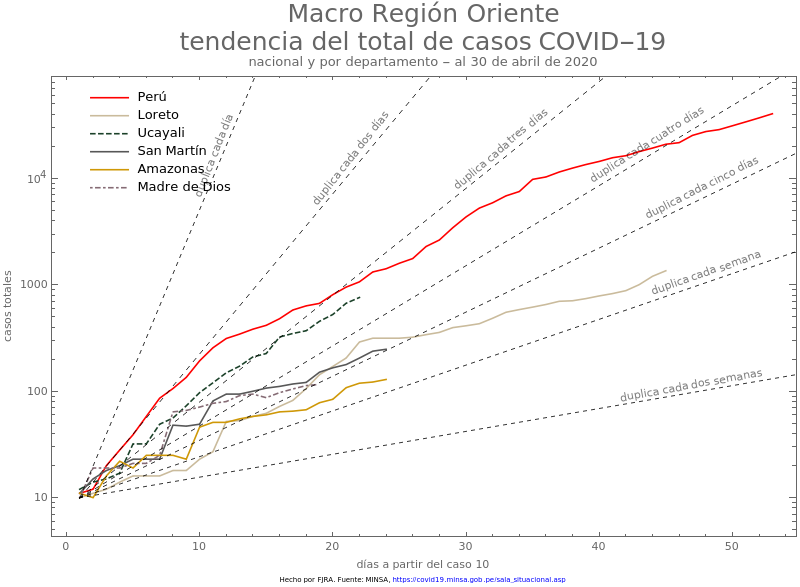 Macro Región Oriente
tendencia del total de casos COVID−19
nacional y por departamento − al 30 de abril de 2020
Perú
Loreto
Ucayali
San Martín
Amazonas
Madre de Dios
duplica cada día
duplica cada dos días
duplica cada tres días
duplica cada cuatro días
duplica cada cinco días
duplica cada semana
duplica cada dos semanas
casos totales
10⁴
1000
100
10
0 10 20 30 40 50
días a partir del caso 10
Hecho por FJRA. Fuente: MINSA, https://covid19.minsa.gob.pe/sala_situacional.asp